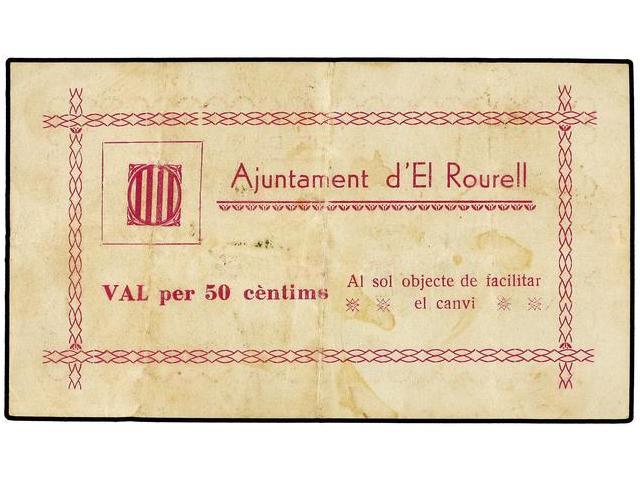 Ajuntament d'El Rourell
VAL per 50 cèntims
Al sol objecte de facilitar
el canvi